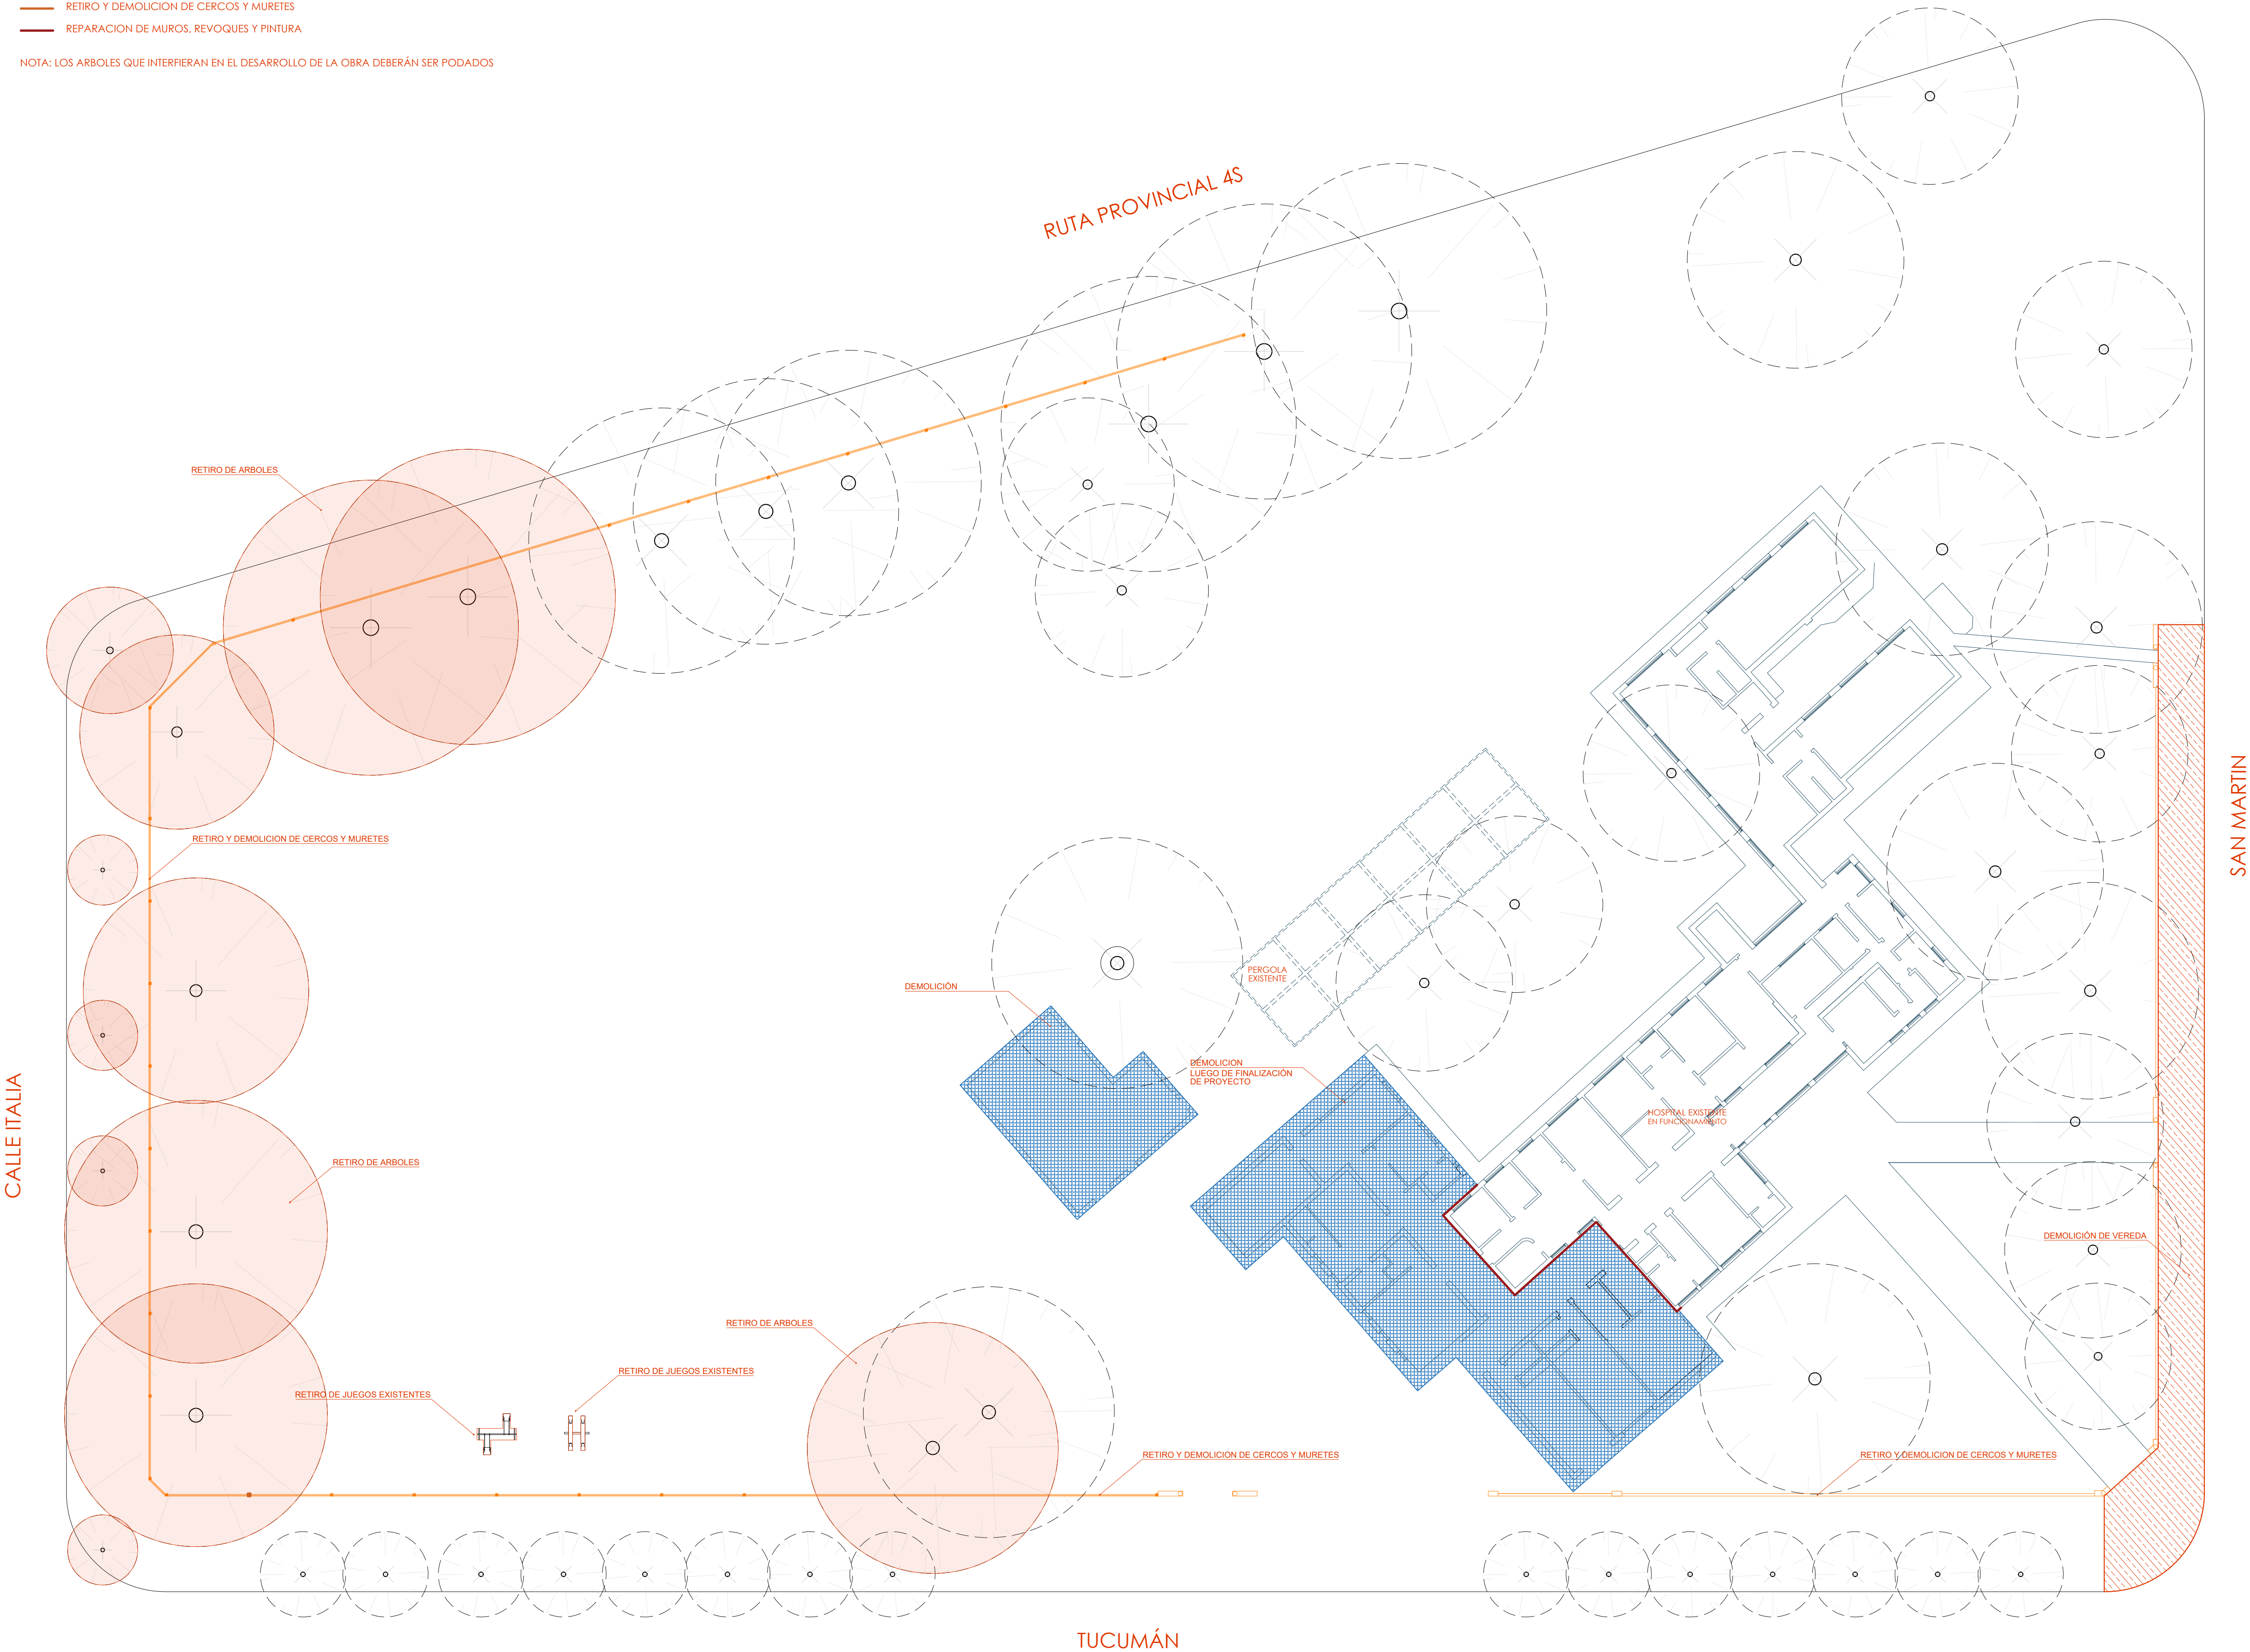 RETIRO Y DEMOLICION DE CERCOS Y MURETES
REPARACION DE MUROS, REVOQUES Y PINTURA
NOTA: LOS ARBOLES QUE INTERFIERAN EN EL DESARROLLO DE LA OBRA DEBERÁN SER PODADOS
RUTA PROVINCIAL 4S
RETIRO DE ARBOLES
RETIRO Y DEMOLICION DE CERCOS Y MURETES
SAN MARTIN
PERGOLA
EXISTENTE
DEMOLICIÓN
DEMOLICION
LUEGO DE FINALIZACIÓN
DE PROYECTO
HOSPITAL EXISTENTE
EN FUNCIONAMIENTO
CALLE ITALIA
RETIRO DE ARBOLES
DEMOLICIÓN DE VEREDA
RETIRO DE ARBOLES
RETIRO DE JUEGOS EXISTENTES
RETIRO DE JUEGOS EXISTENTES
RETIRO Y DEMOLICION DE CERCOS Y MURETES
RETIRO Y DEMOLICION DE CERCOS Y MURETES
TUCUMÁN